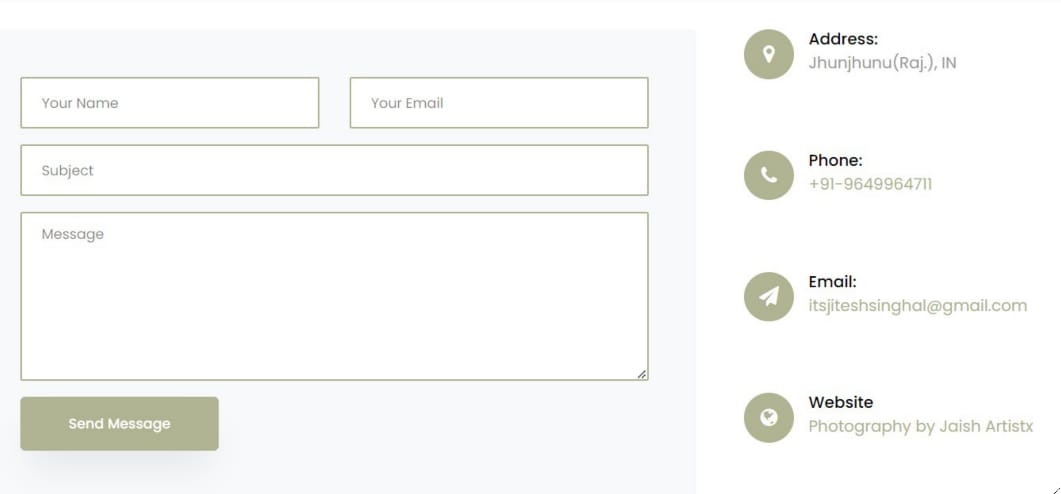 Your Name
Your Email
Subject
Message
Send Message
Address:
Jhunjhunu(Raj.), IN
Phone:
+91-9649964711
Email:
itsjiteshsinghal@gmail.com
Website
Photography by Jaish Artistx